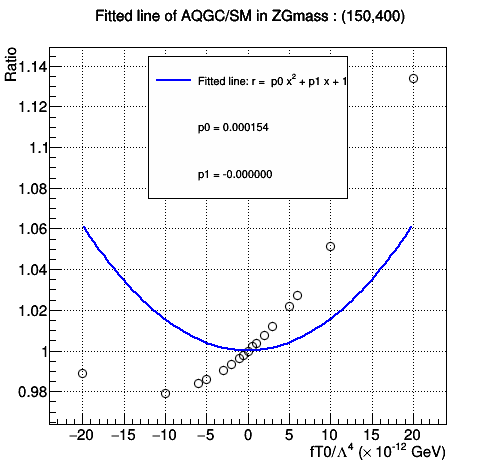 Fitted line of AQGC/SM in ZGmass : (150,400)
Ratio
1.14
1.12
1.1
1.08
1.06
1.04
1.02
1
0.98
Fitted line: r = p0 x² + p1 x + 1
p0 = 0.000154
p1 = -0.000000
−20 −15 −10 −5 0 5 10 15 20
fT0/Λ⁴ (× 10⁻¹² GeV)